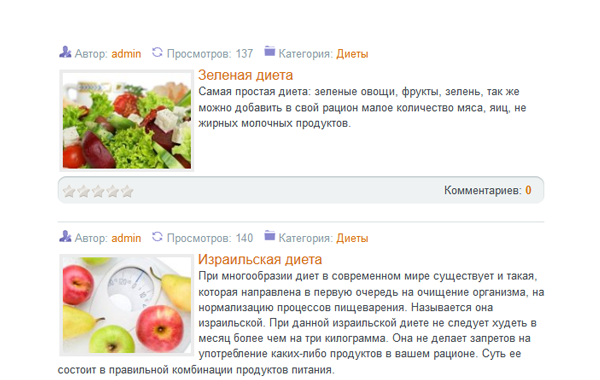 Автор: admin Просмотров: 137 Категория: Диеты
Зеленая диета
Самая простая диета: зеленые овощи, фрукты, зелень, так же
можно добавить в свой рацион малое количество мяса, яиц, не
жирных молочных продуктов.
Комментариев: 0
Автор: admin Просмотров: 140 Категория: Диеты
Израильская диета
При многообразии диет в современном мире существует и такая,
которая направлена в первую очередь на очищение организма, на
нормализацию процессов пищеварения. Называется она
израильской. При данной израильской диете не следует худеть в
месяц более чем на три килограмма. Она не делает запретов на
употребление каких-либо продуктов в вашем рационе. Суть ее
состоит в правильной комбинации продуктов питания.